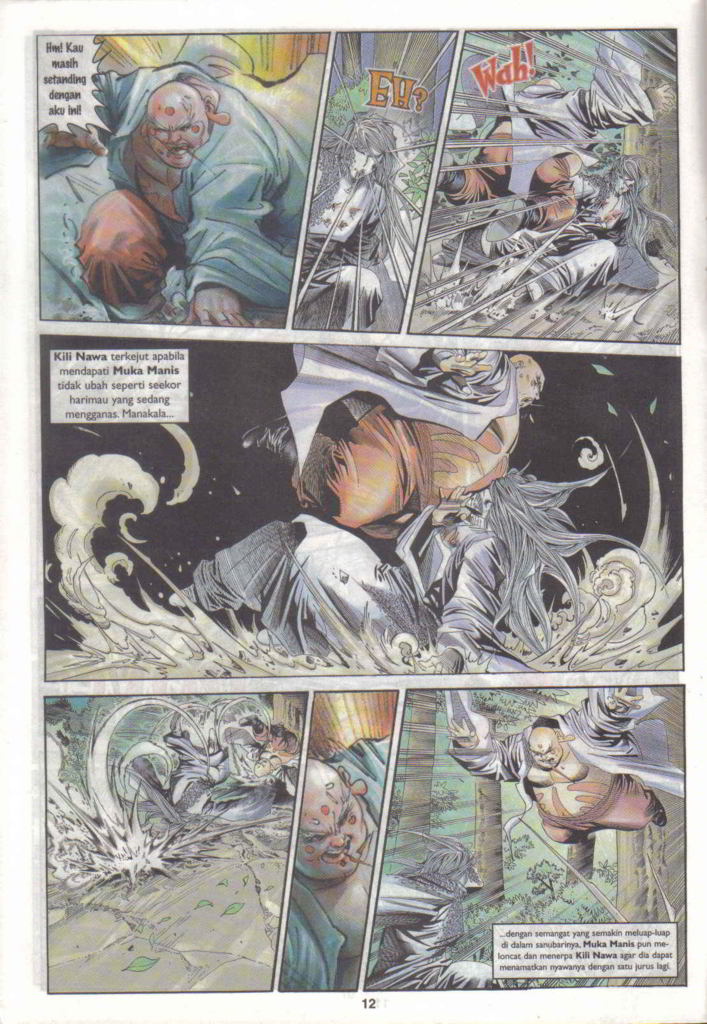 Hm! Kau
masih
setanding
dengan
aku ini!
EH?
Wah!
Kili Nawa terkejut apabila
mendapati Muka Manis
tidak ubah seperti seekor
harimau yang sedang
mengganas. Manakala...
...dengan semangat yang semakin meluap-luap
di dalam sanubarinya, Muka Manis pun me-
loncat dan menerpa Kili Nawa agar dia dapat
menamatkan nyawanya dengan satu jurus lagi.
12